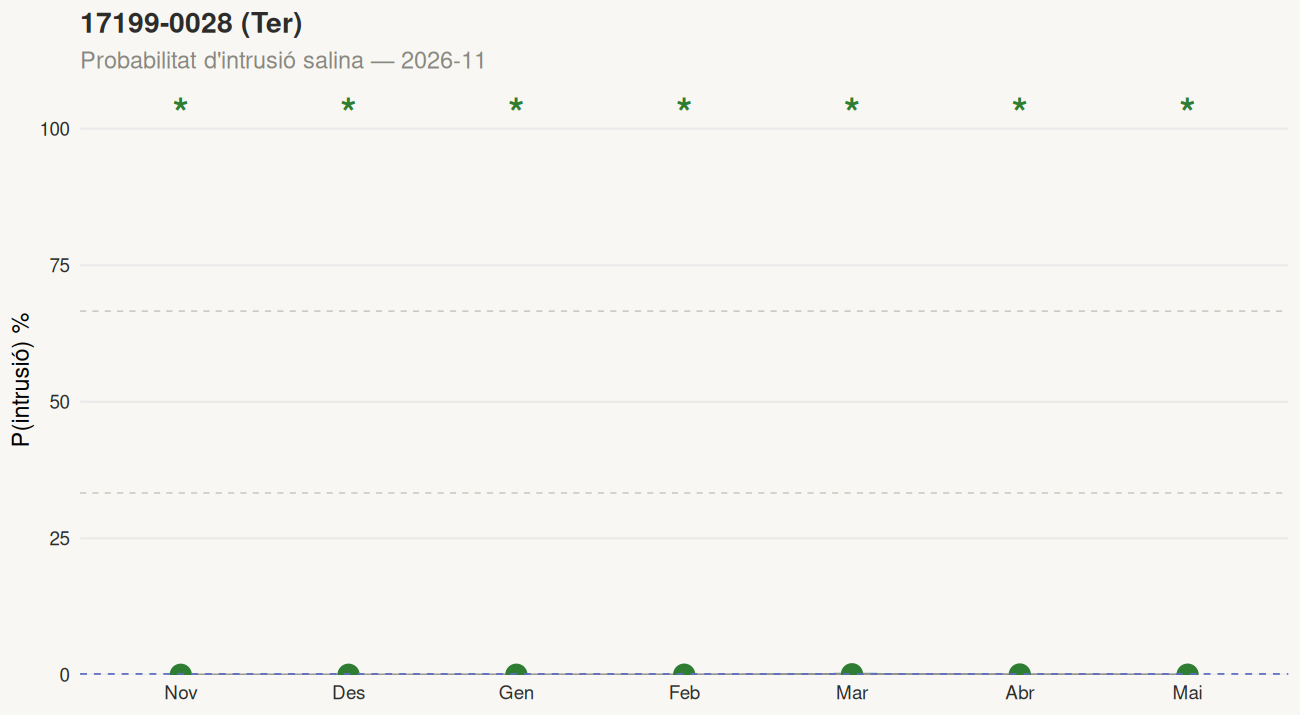 17199-0028 (Ter)
Probabilitat d'intrusió salina — 2026-11
* * * * * * *
100
75
50
25
0
P(intrusió) %
Nov Des Gen Feb Mar Abr Mai